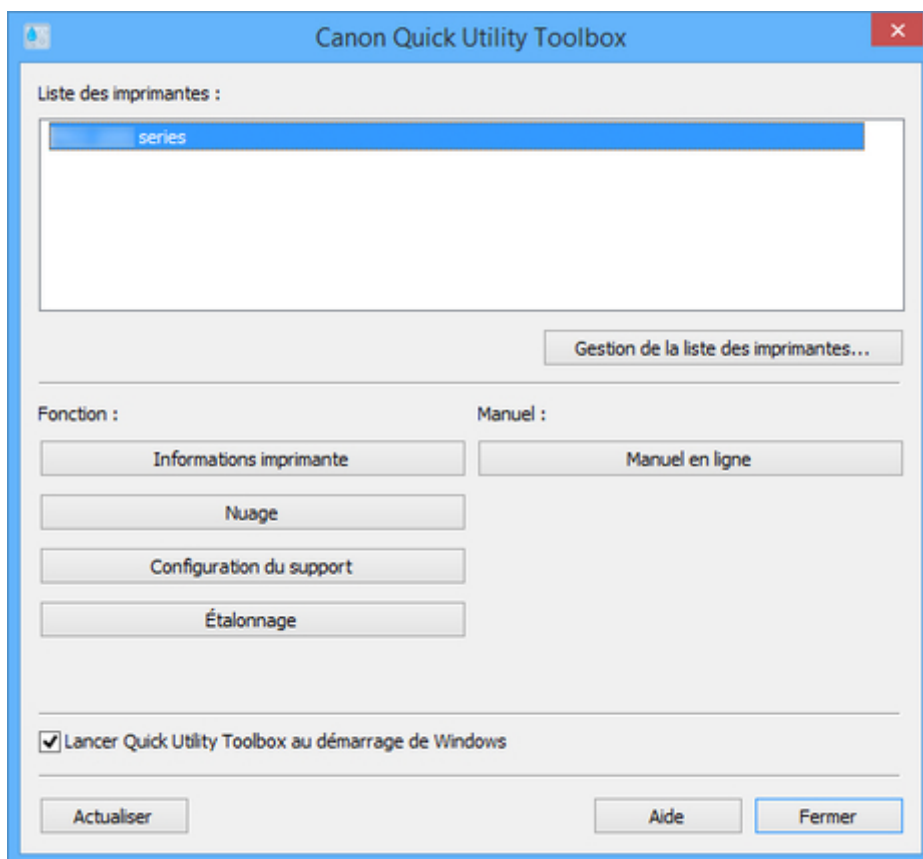 Canon Quick Utility Toolbox
Liste des imprimantes :
series
Gestion de la liste des imprimantes...
Fonction :
Manuel :
Informations imprimante
Manuel en ligne
Nuage
Configuration du support
Étalonnage
Lancer Quick Utility Toolbox au démarrage de Windows
Actualiser
Aide
Fermer